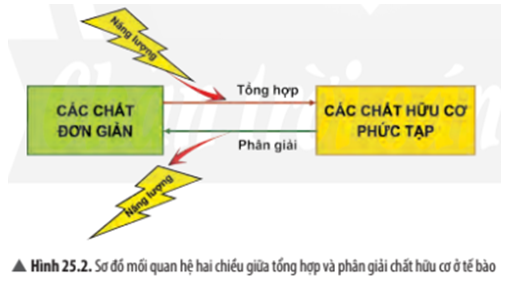 Năng lượng
Tổng hợp
CÁC CHẤT
ĐƠN GIẢN
CÁC CHẤT HỮU CƠ
PHỨC TẠP
Phân giải
Năng lượng
▲ Hình 25.2. Sơ đồ mối quan hệ hai chiều giữa tổng hợp và phân giải chất hữu cơ ở tế bào